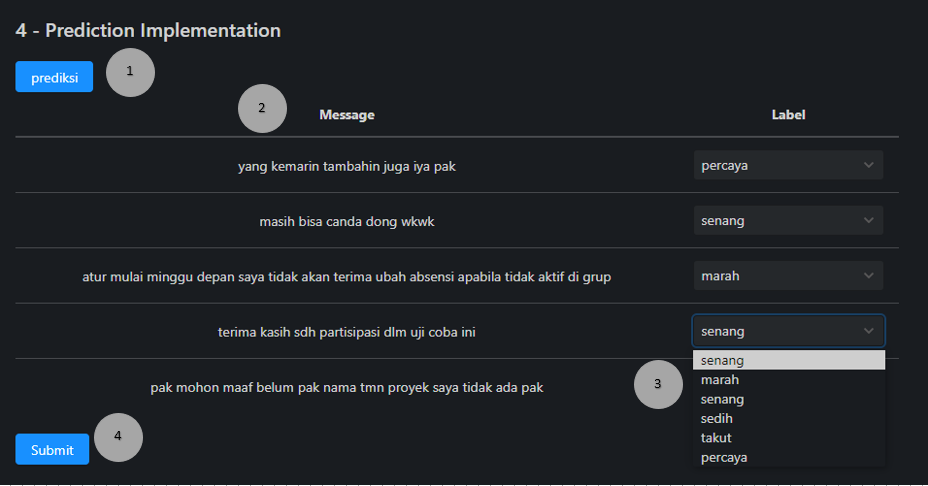 4 - Prediction Implementation
prediksi
1
2
Message
Label
yang kemarin tambahin juga iya pak
percaya
masih bisa canda dong wkwk
senang
atur mulai minggu depan saya tidak akan terima ubah absensi apabila tidak aktif di grup
marah
terima kasih sdh partisipasi dlm uji coba ini
senang
senang
marah
senang
sedih
takut
percaya
3
pak mohon maaf belum pak nama tmn proyek saya tidak ada pak
Submit
4